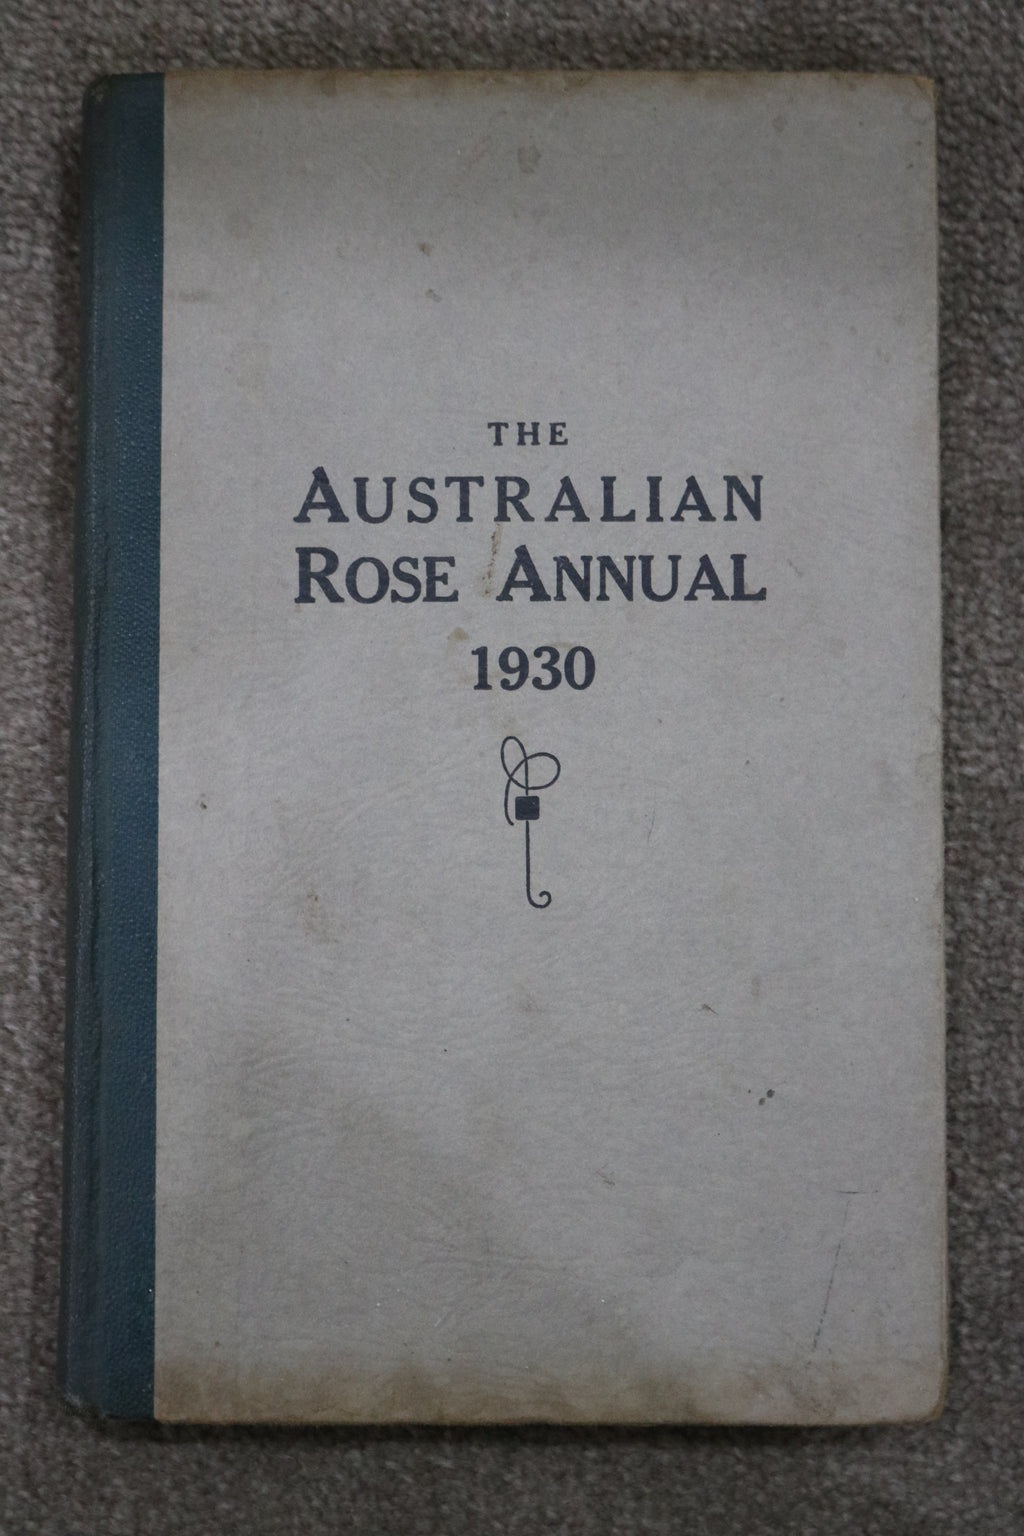 THE
AUSTRALIAN
ROSE ANNUAL
1930